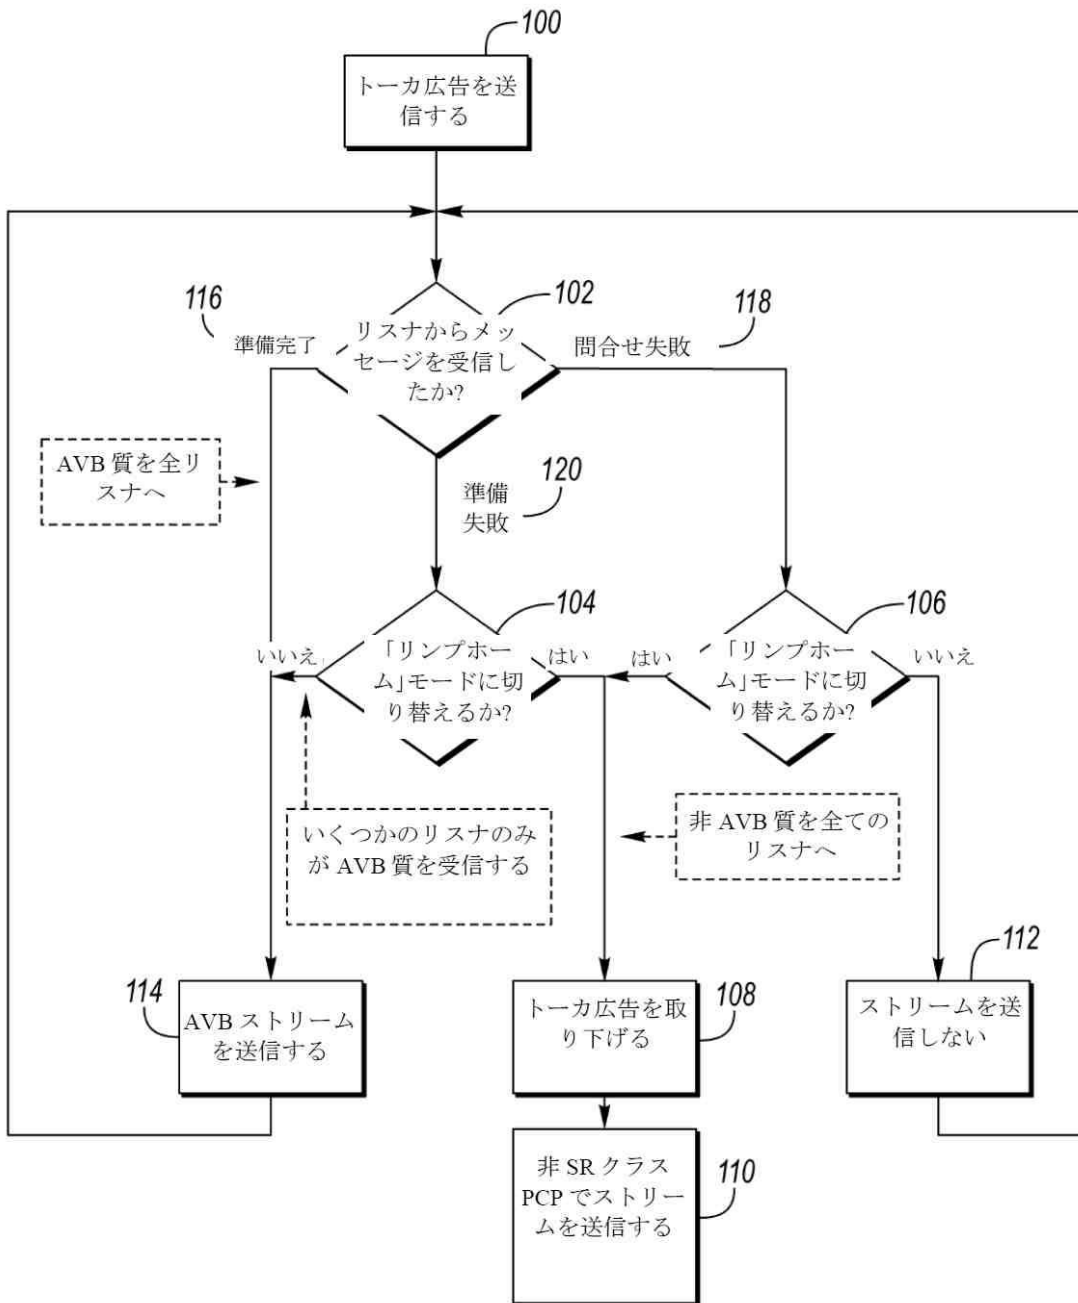 100
トーカ広告を送
信する
116
102
118
準備完了
リスナからメッ
セージを受信し
たか?
問合せ失敗
AVB 質を全リ
スナへ
120
準備
失敗
104
106
いいえ
「リンプホー
ム」モードに切
り替えるか?
はい
はい
「リンプホー
ム」モードに切
り替えるか?
いいえ
いくつかのリスナのみ
が AVB 質を受信する
非 AVB 質を全ての
リスナへ
114
AVB ストリーム
を送信する
トーカ広告を取
り下げる
108
112
ストリームを送
信しない
非 SR クラス
PCP でストリー
ムを送信する
110